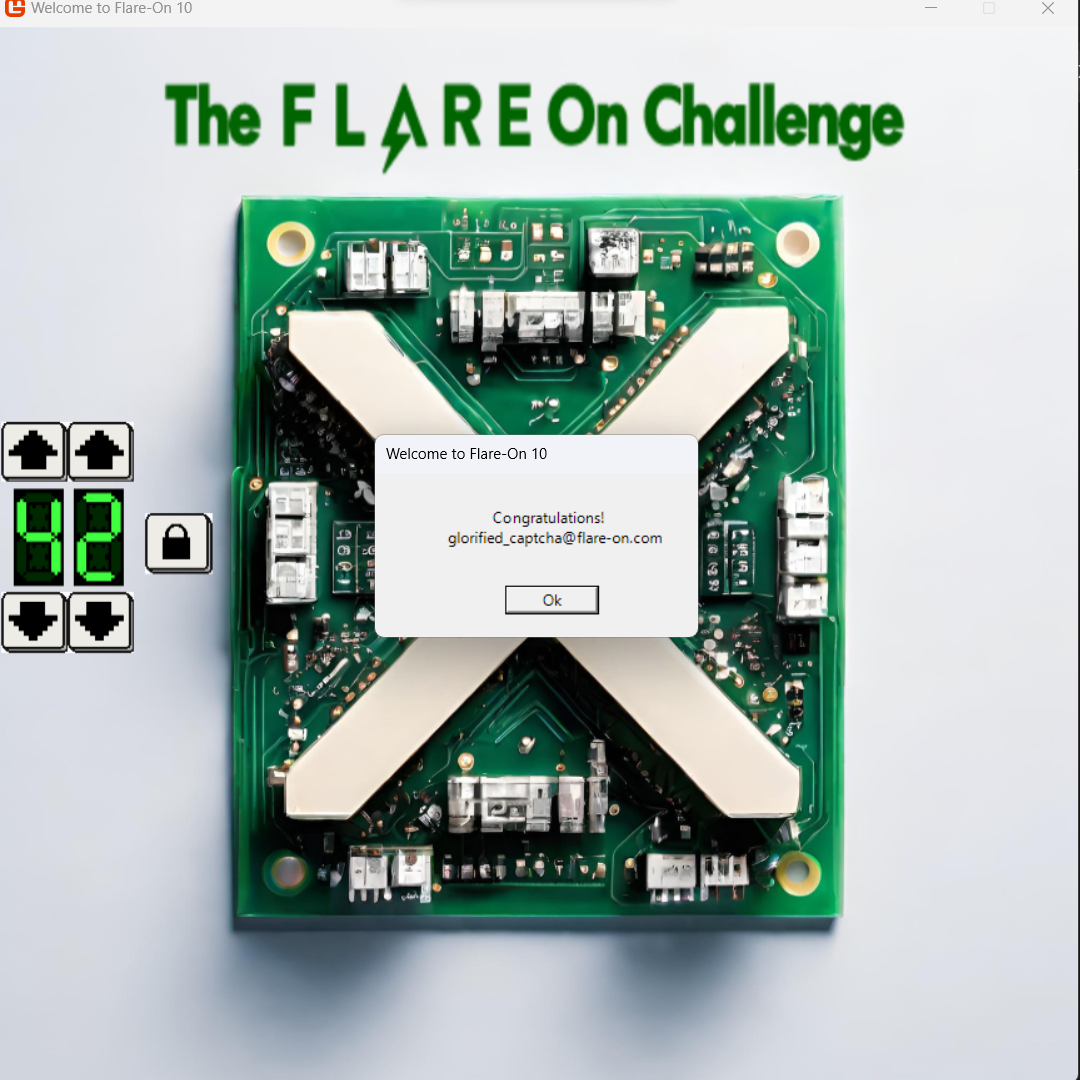 Welcome to Flare-On 10
The FLARE On Challenge
42
Welcome to Flare-On 10
Congratulations!
glorified_captcha@flare-on.com
Ok